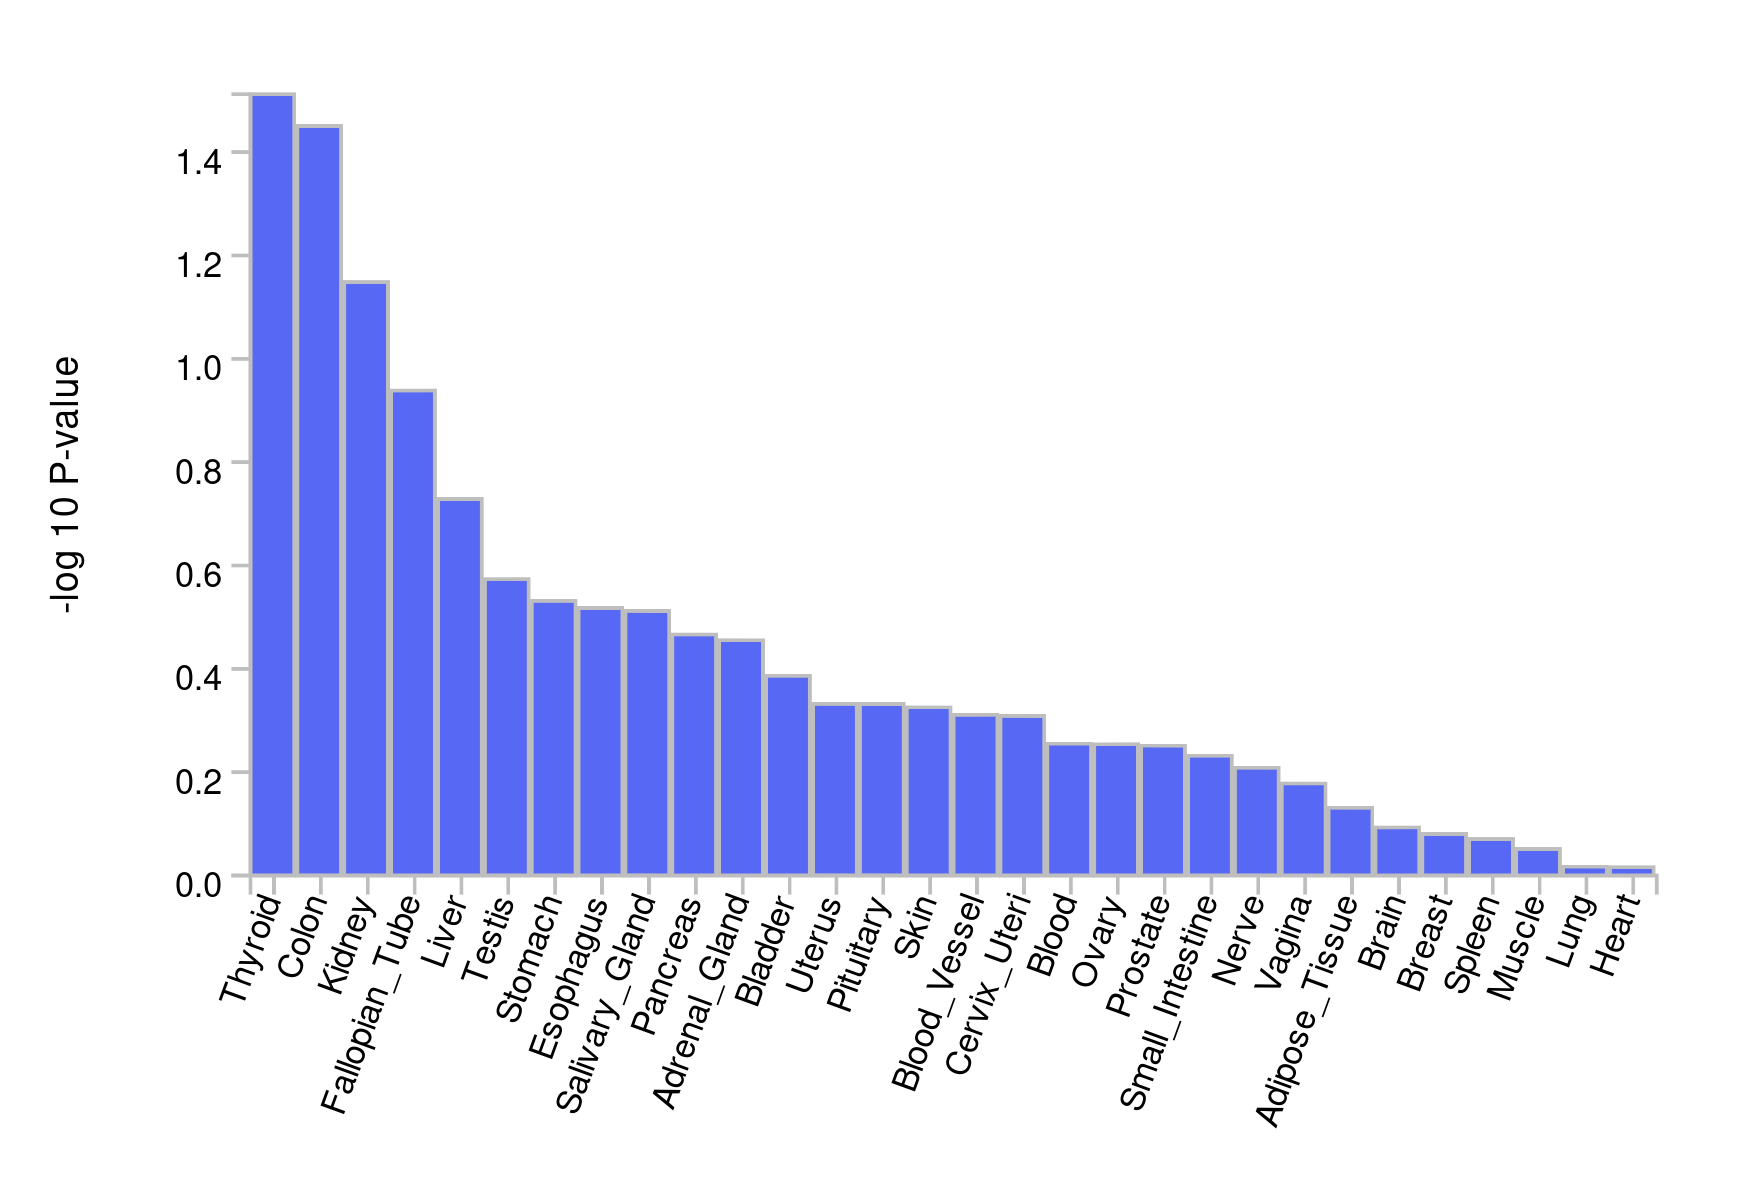 -log 10 P-value
1.4
1.2
1.0
0.8
0.6
0.4
0.2
0.0
Thyroid
Colon
Kidney
Fallopian_Tube
Liver
Testis
Stomach
Esophagus
Salivary_Gland
Pancreas
Adrenal_Gland
Bladder
Uterus
Pituitary
Skin
Blood_Vessel
Cervix_Uteri
Blood
Ovary
Prostate
Small_Intestine
Nerve
Vagina
Adipose_Tissue
Brain
Breast
Spleen
Muscle
Lung
Heart